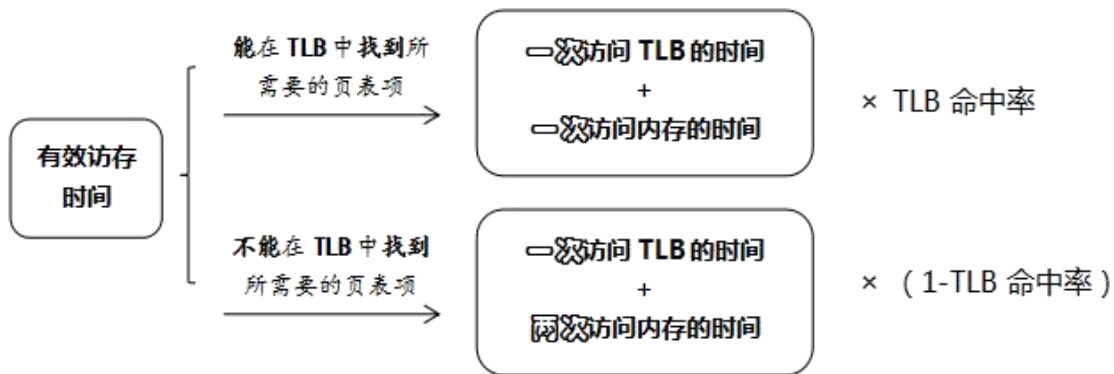 有效访存
时间
能在 TLB 中找到所
需要的页表项
一次访问 TLB 的时间
+
一次访问内存的时间
× TLB 命中率
不能在 TLB 中找到
所需要的页表项
一次访问 TLB 的时间
+
两次访问内存的时间
× (1-TLB 命中率)